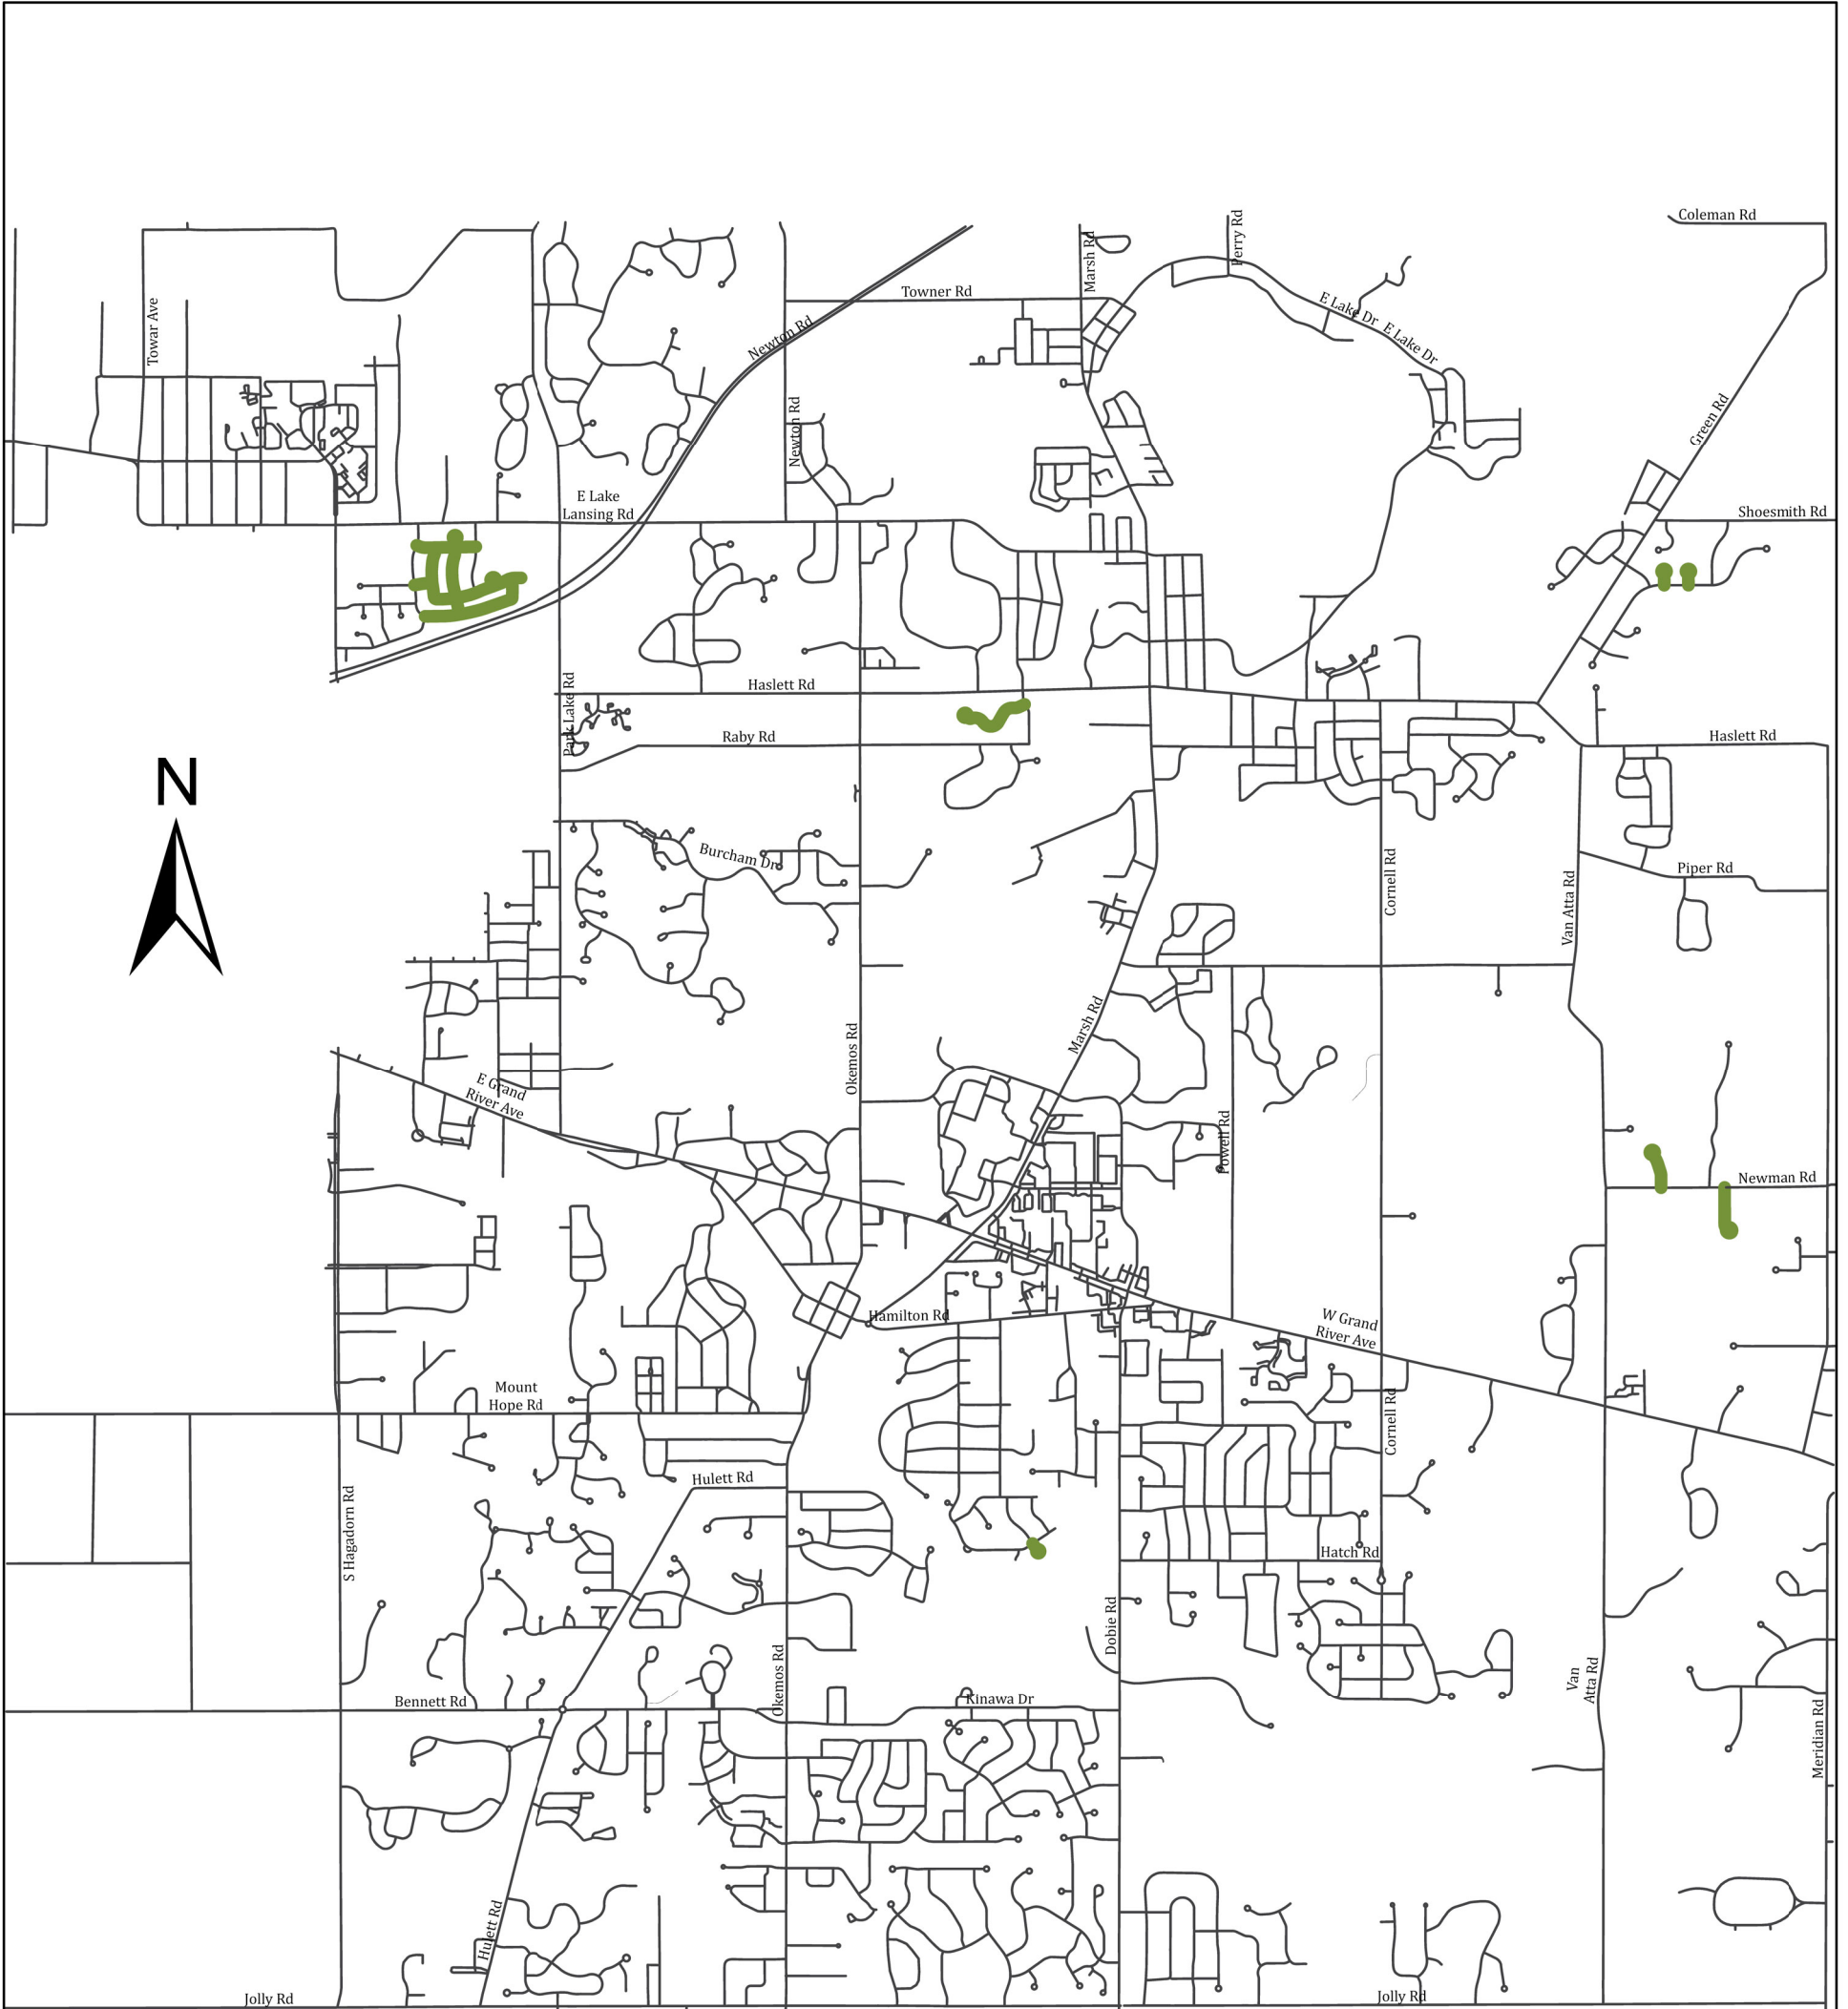 Coleman Rd
Perry Rd
Marsh Rd
Towner Rd
E Lake Dr
E Lake Dr
Towar Ave
Newton Rd
Newton Rd
Green Rd
E Lake
Lansing Rd
Shoesmith Rd
Haslett Rd
Park Lake Rd
Raby Rd
Haslett Rd
N
Burcham Dr
Cornell Rd
Van Atta Rd
Piper Rd
Okemos Rd
Marsh Rd
E Grand
River Ave
Powell Rd
Newman Rd
Hamilton Rd
W Grand
River Ave
Mount
Hope Rd
Cornell Rd
Hulett Rd
S Hagadorn Rd
Hatch Rd
Dobie Rd
Okemos Rd
Van
Atta Rd
Bennett Rd
Kinawa Dr
Meridian Rd
Hulett Rd
Jolly Rd
Jolly Rd